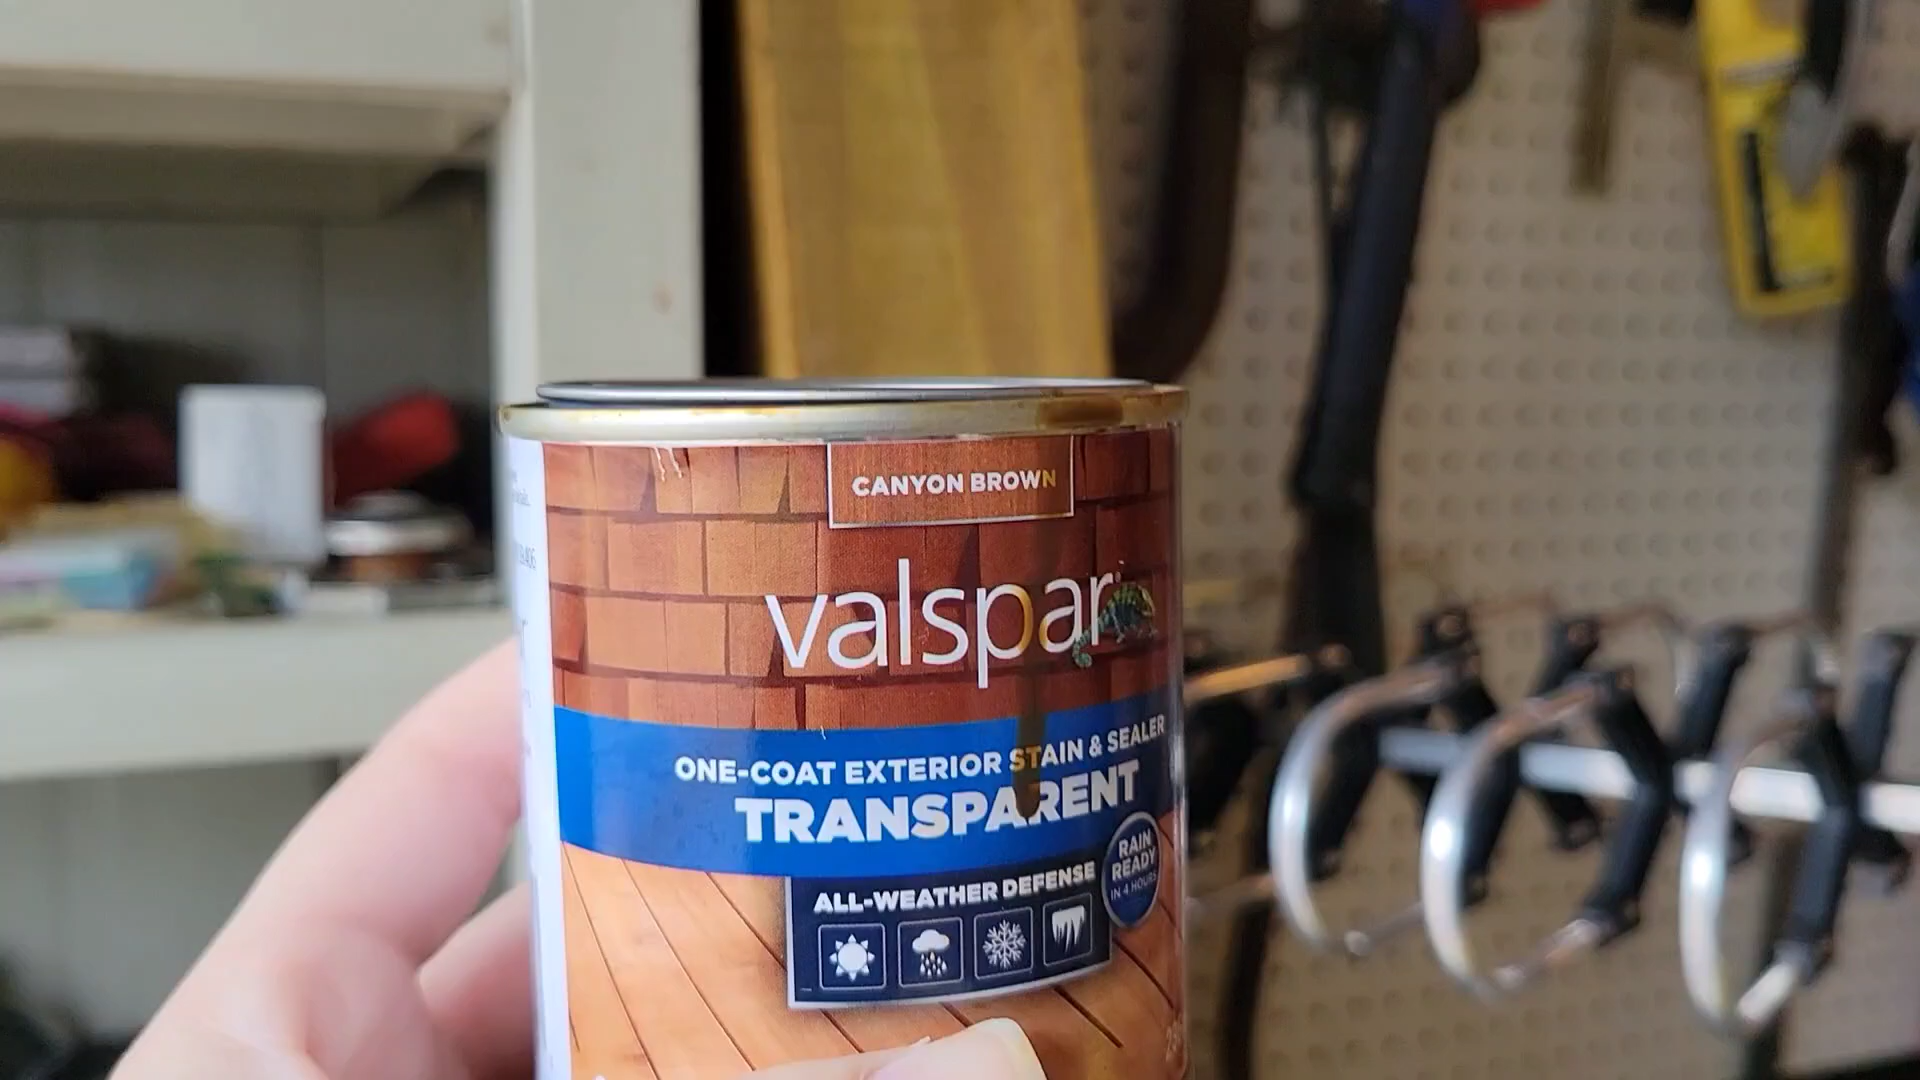 CANYON BROWN
valspar
ONE-COAT EXTERIOR STAIN & SEALER
TRANSPARENT
RAIN
READY
IN 4 HOURS
ALL-WEATHER DEFENSE